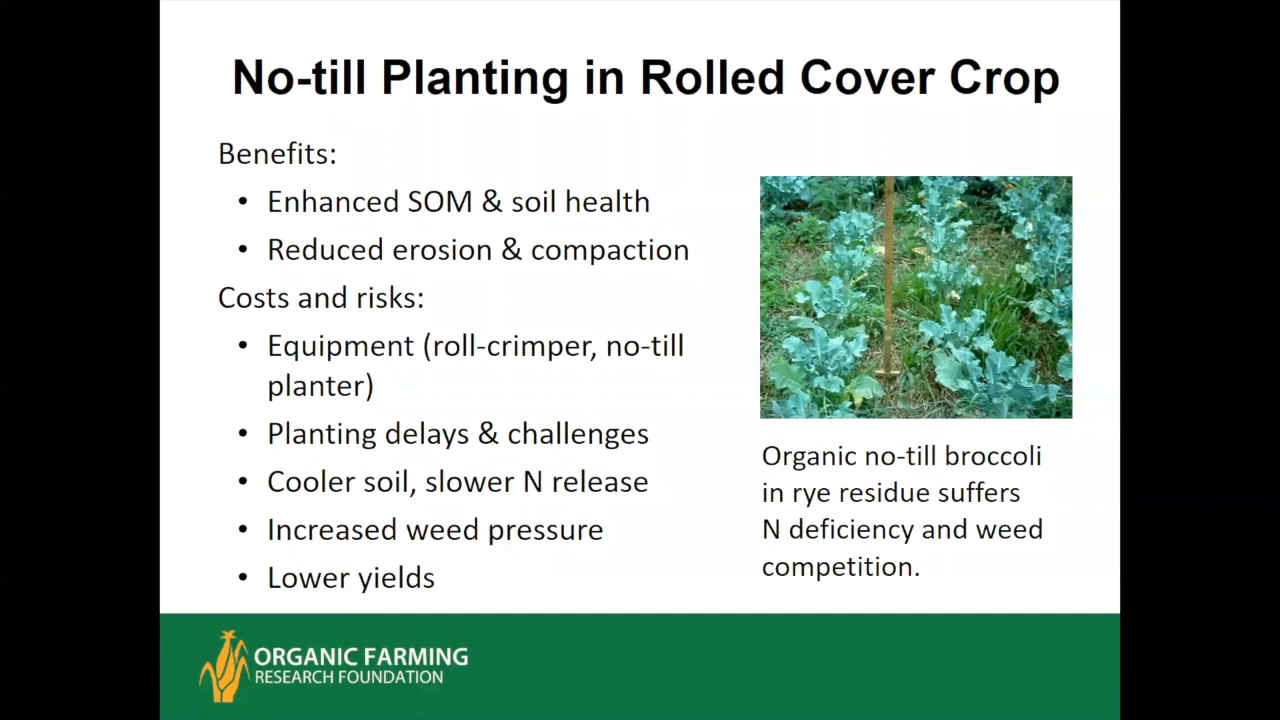 No-till Planting in Rolled Cover Crop
Benefits:
• Enhanced SOM & soil health
• Reduced erosion & compaction
Costs and risks:
• Equipment (roll-crimper, no-till
planter)
• Planting delays & challenges
• Cooler soil, slower N release
• Increased weed pressure
• Lower yields
Organic no-till broccoli
in rye residue suffers
N deficiency and weed
competition.
ORGANIC FARMING
RESEARCH FOUNDATION